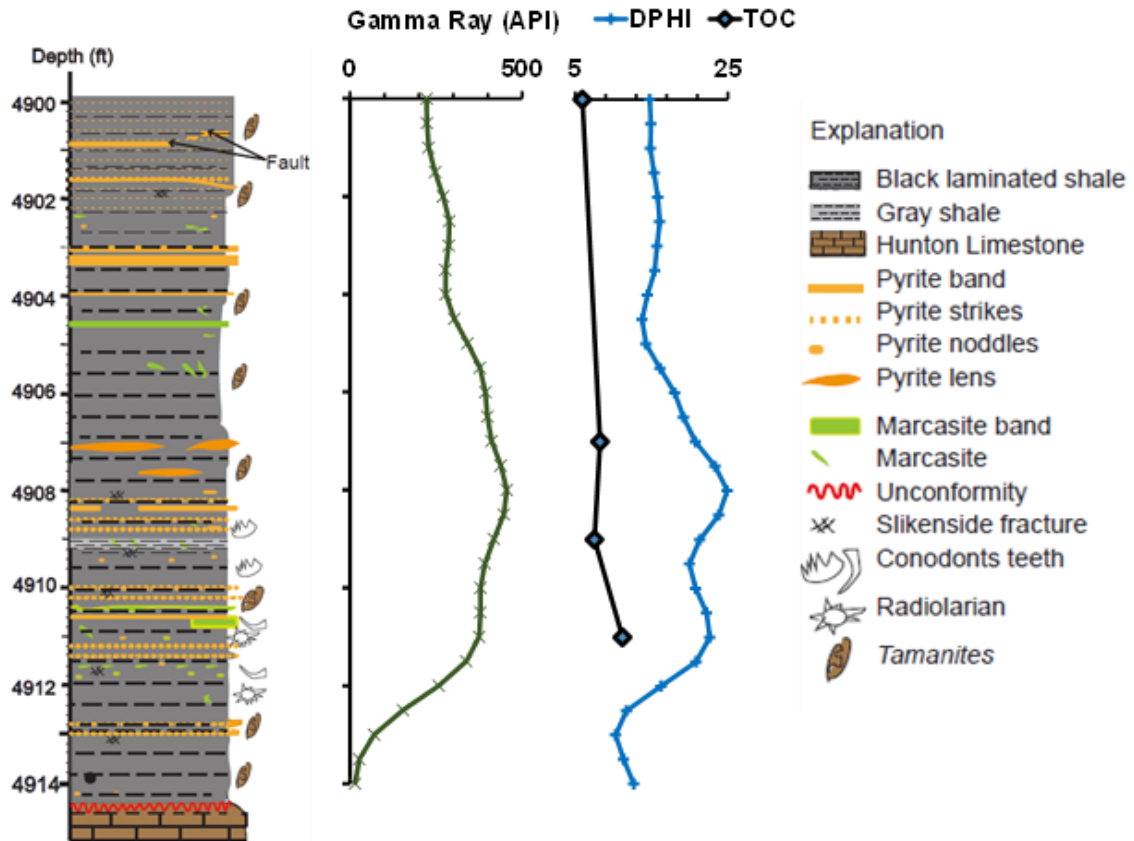 Gamma Ray (API)
DPHI
TOC
Depth (ft)
0
500
5
25
4900
4902
4904
4906
4908
4910
4912
4914
Fault
Explanation
Black laminated shale
Gray shale
Hunton Limestone
Pyrite band
Pyrite strikes
Pyrite noddles
Pyrite lens
Marcasite band
Marcasite
Unconformity
Slikenside fracture
Conodonts teeth
Radiolarian
Tamanites